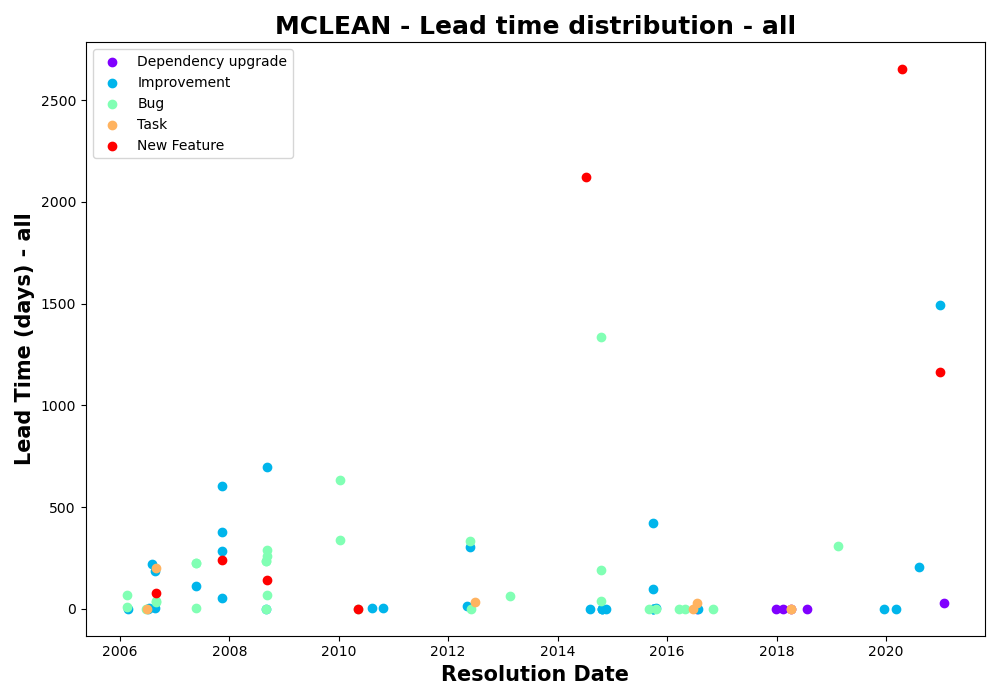 MCLEAN - Lead time distribution - all
Dependency upgrade
Improvement
Bug
Task
New Feature
Lead Time (days) - all
2500
2000
1500
1000
500
0
2006 2008 2010 2012 2014 2016 2018 2020
Resolution Date